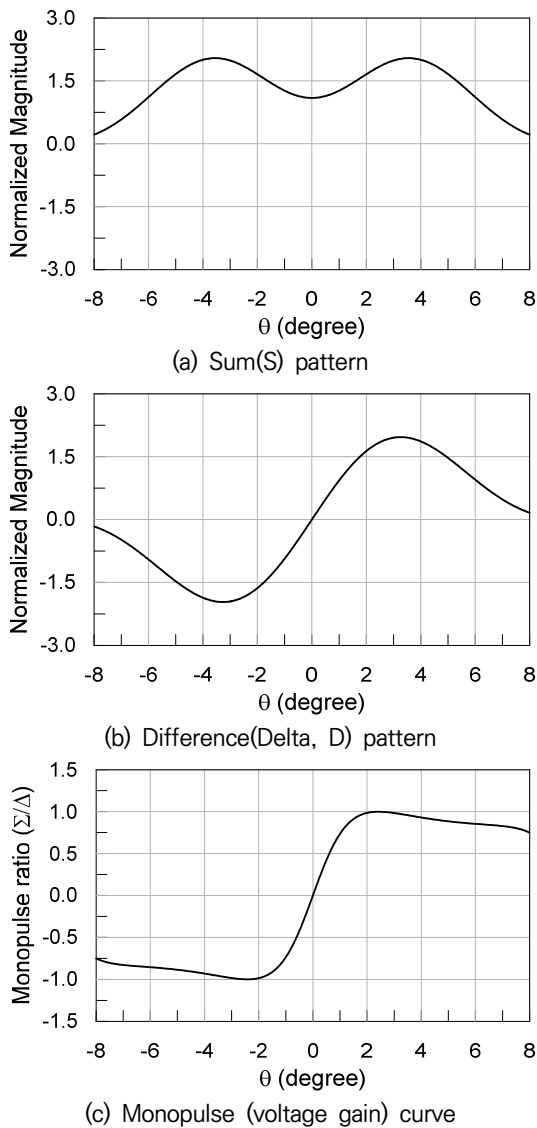 Normalized Magnitude
3.0
1.5
0.0
-1.5
-3.0
-8 -6 -4 -2 0 2 4 6 8
θ (degree)
(a) Sum(S) pattern
Normalized Magnitude
3.0
1.5
0.0
-1.5
-3.0
-8 -6 -4 -2 0 2 4 6 8
θ (degree)
(b) Difference(Delta, D) pattern
Monopulse ratio (Σ/Δ)
1.5
1.0
0.5
0.0
-0.5
-1.0
-1.5
-8 -6 -4 -2 0 2 4 6 8
θ (degree)
(c) Monopulse (voltage gain) curve